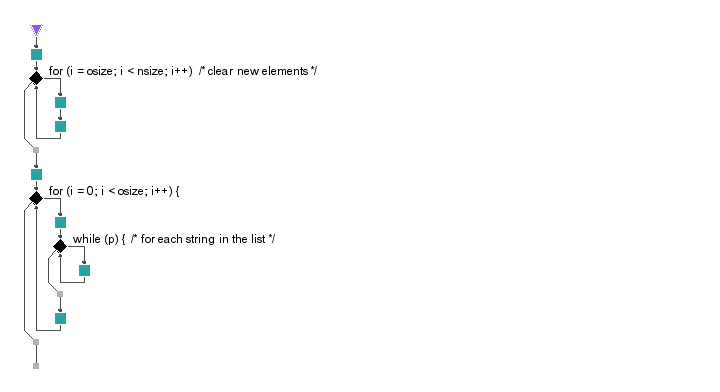 for (i = osize; i < nsize; i++)  /* clear new elements */
for (i = 0; i < osize; i++) {
while (p) {  /* for each string in the list */